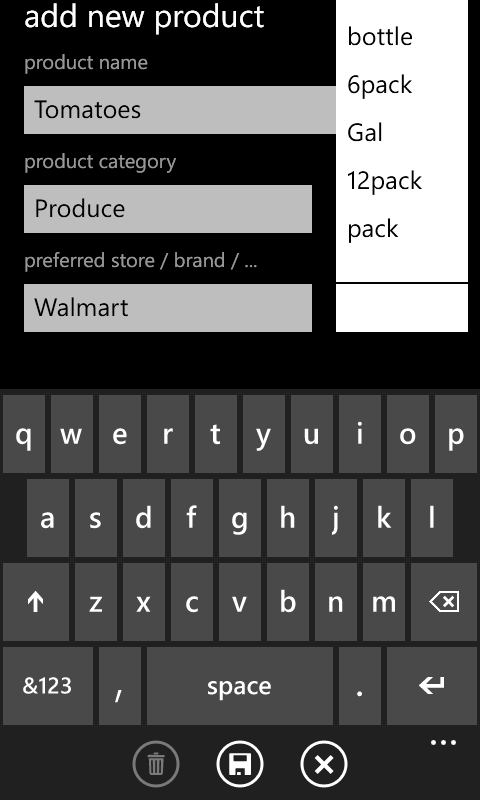 add new product
product name
Tomatoes
product category
Produce
preferred store / brand / ...
Walmart
bottle
6pack
Gal
12pack
pack
q w e r t y u i o p
a s d f g h j k l
z x c v b n m
&123 , space .